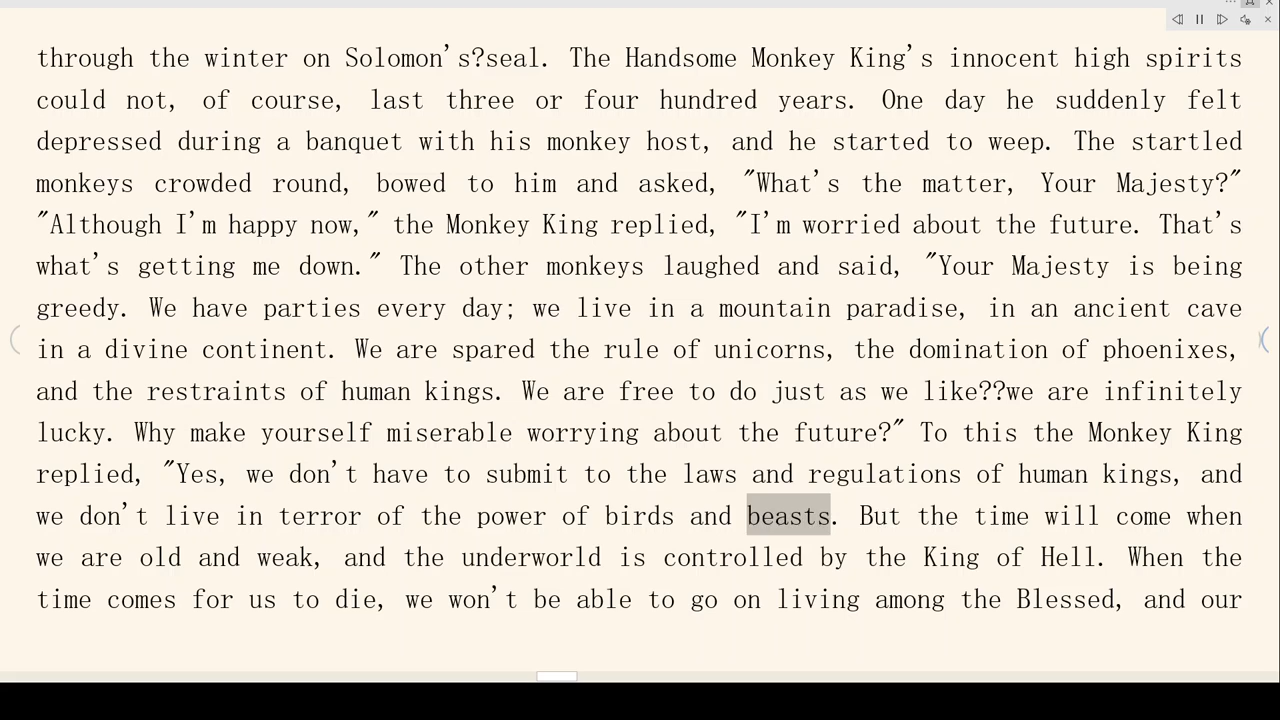 through the winter on Solomon's?seal. The Handsome Monkey King's innocent high spirits
could not, of course, last three or four hundred years. One day he suddenly felt
depressed during a banquet with his monkey host, and he started to weep. The startled
monkeys crowded round, bowed to him and asked, "What's the matter, Your Majesty?"
"Although I'm happy now," the Monkey King replied, "I'm worried about the future. That's
what's getting me down." The other monkeys laughed and said, "Your Majesty is being
greedy. We have parties every day; we live in a mountain paradise, in an ancient cave
in a divine continent. We are spared the rule of unicorns, the domination of phoenixes,
and the restraints of human kings. We are free to do just as we like??we are infinitely
lucky. Why make yourself miserable worrying about the future?" To this the Monkey King
replied, "Yes, we don't have to submit to the laws and regulations of human kings, and
we don't live in terror of the power of birds and beasts. But the time will come when
we are old and weak, and the underworld is controlled by the King of Hell. When the
time comes for us to die, we won't be able to go on living among the Blessed, and our